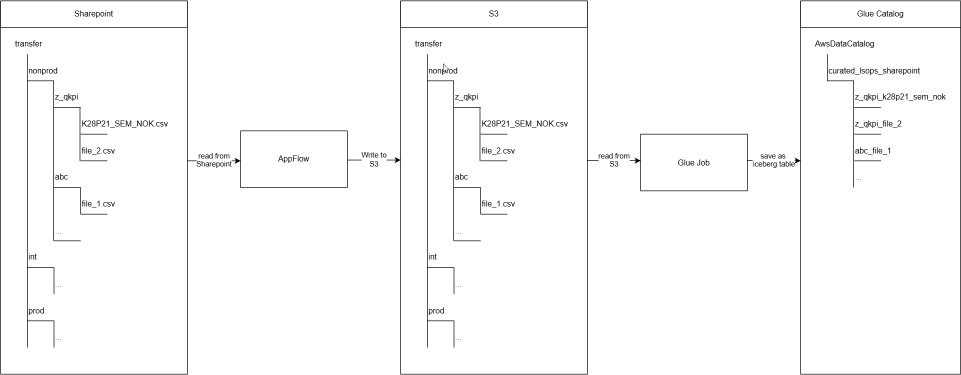 Sharepoint
transfer
nonprod
z_qkpi
K28P21_SEM_NOK.csv
file_2.csv
abc
file_1.csv
...
int
...
prod
...
read from
Sharepoint
AppFlow
Write to
S3
S3
transfer
nonprod
z_qkpi
K28P21_SEM_NOK.csv
file_2.csv
abc
file_1.csv
...
int
...
prod
...
read from
S3
Glue Job
save as
iceberg table
Glue Catalog
AwsDataCatalog
curated_lsops_sharepoint
z_qkpi_k28p21_sem_nok
z_qkpi_file_2
abc_file_1
...